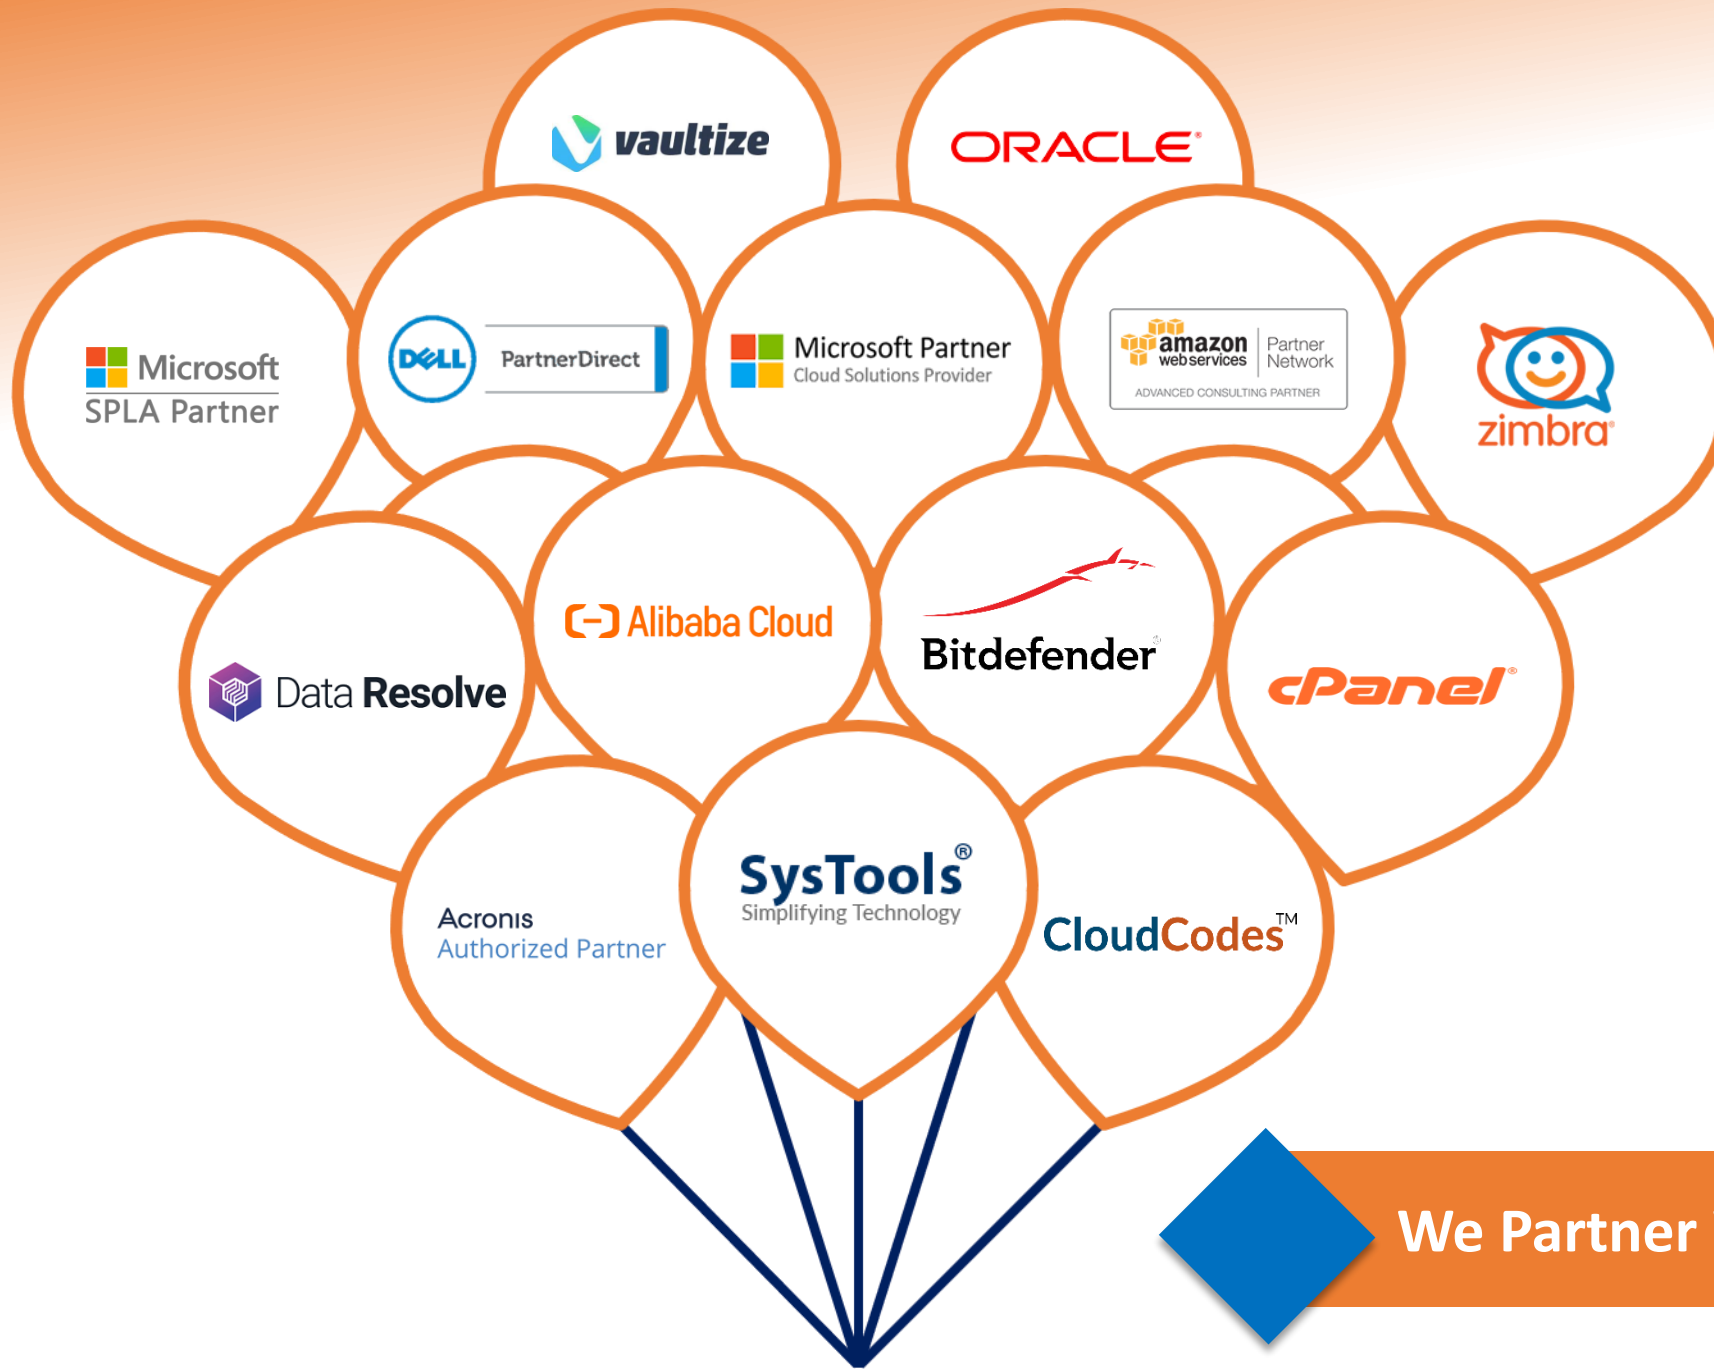 vaultize
ORACLE®
Microsoft
SPLA Partner
DELL
PartnerDirect
Microsoft Partner
Cloud Solutions Provider
amazon
webservices
Partner
Network
ADVANCED CONSULTING PARTNER
zimbra®
Data Resolve
Alibaba Cloud
Bitdefender®
cPanel®
Acronis
Authorized Partner
SysTools®
Simplifying Technology
CloudCodes™
We Partner